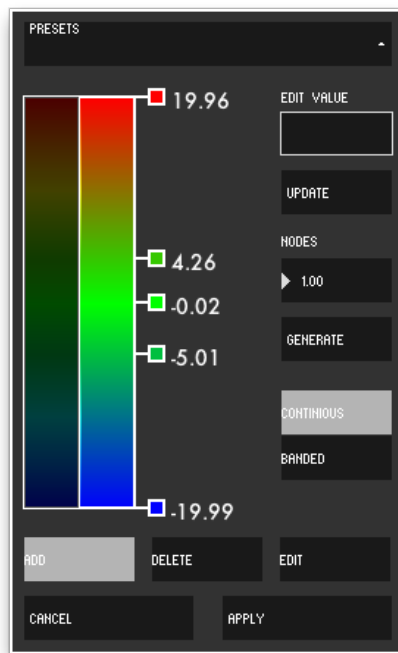 PRESETS
19.96
EDIT VALUE
UPDATE
NODES
4.26
1.00
-0.02
GENERATE
-5.01
CONTINIOUS
BANDED
-19.99
ADD
DELETE
EDIT
CANCEL
APPLY